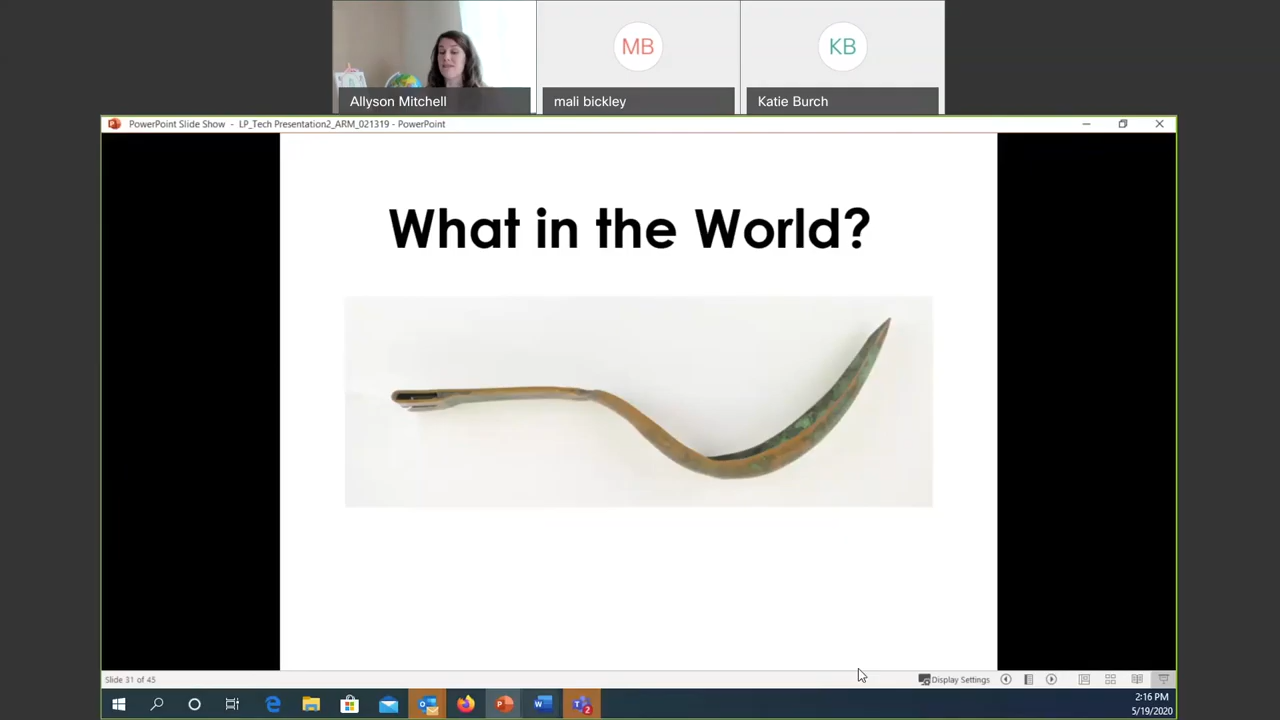 MB
KB
Allyson Mitchell
mali bickley
Katie Burch
PowerPoint Slide Show - LP_Tech Presentation2_ARM_021319 - PowerPoint
What in the World?
Slide 31 of 45
Display Settings
2:16 PM
5/19/2020